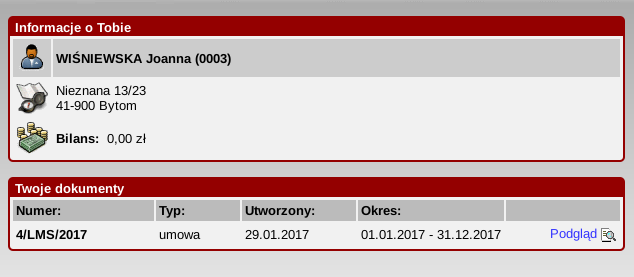 Informacje o Tobie
WIŚNIEWSKA Joanna (0003)
Nieznana 13/23
41-900 Bytom
Bilans: 0,00 zł
Twoje dokumenty
Numer: Typ: Utworzony: Okres:
4/LMS/2017 umowa 29.01.2017 01.01.2017 - 31.12.2017 Podgląd